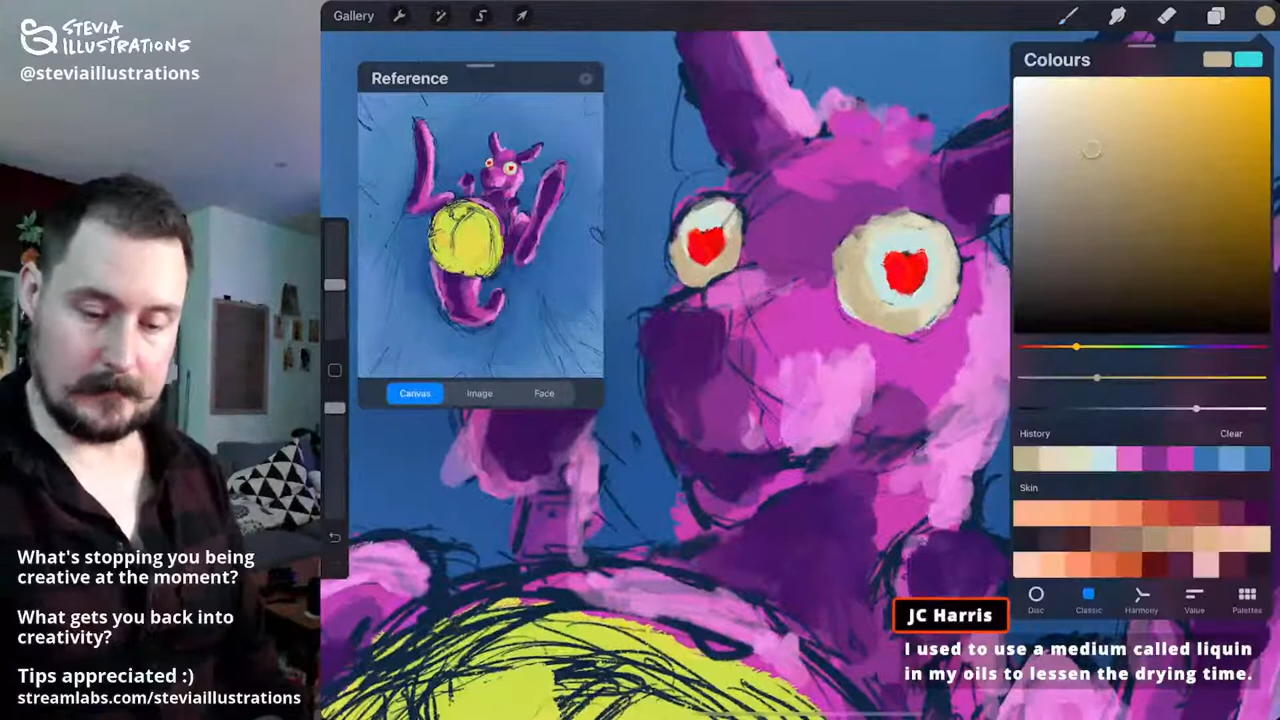 STEVIA
ILLUSTRATIONS
@steviaillustrations
Gallery
Reference
Canvas
Image
Face
Colours
History
Clear
Skin
Disc
Classic
Harmony
Value
Palettes
What's stopping you being
creative at the moment?
What gets you back into
creativity?
Tips appreciated :)
streamlabs.com/steviaillustrations
JC Harris
I used to use a medium called liquin
in my oils to lessen the drying time.